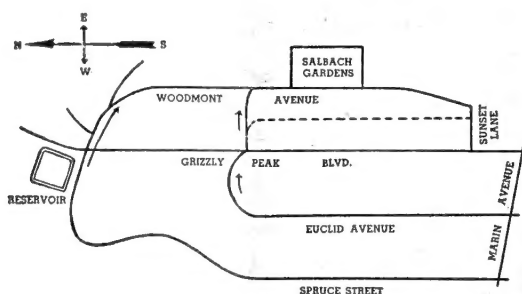 E
N S
W
SALBACH
GARDENS
WOODMONT AVENUE
SUNSET LANE
GRIZZLY PEAK BLVD.
RESERVOIR
MARIN AVENUE
EUCLID AVENUE
SPRUCE STREET